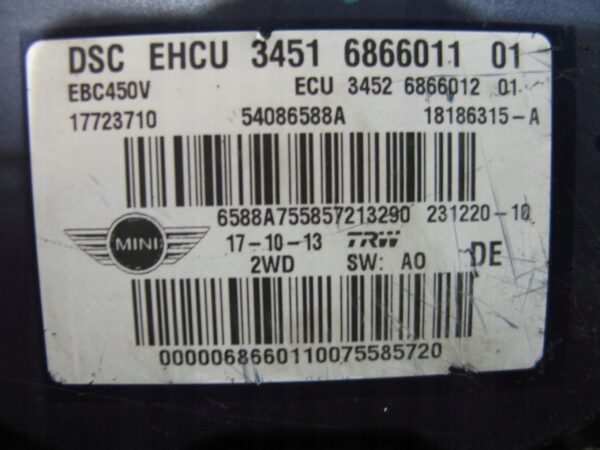 DSC EHCU 3451 6866011 01
EBC450V ECU 3452 6866012 01
17723710 54086588A 18186315-A
6588A755857213290 231220-10
MINI 17-10-13 TRW DE
2WD SW: A0
0000068660110075585720